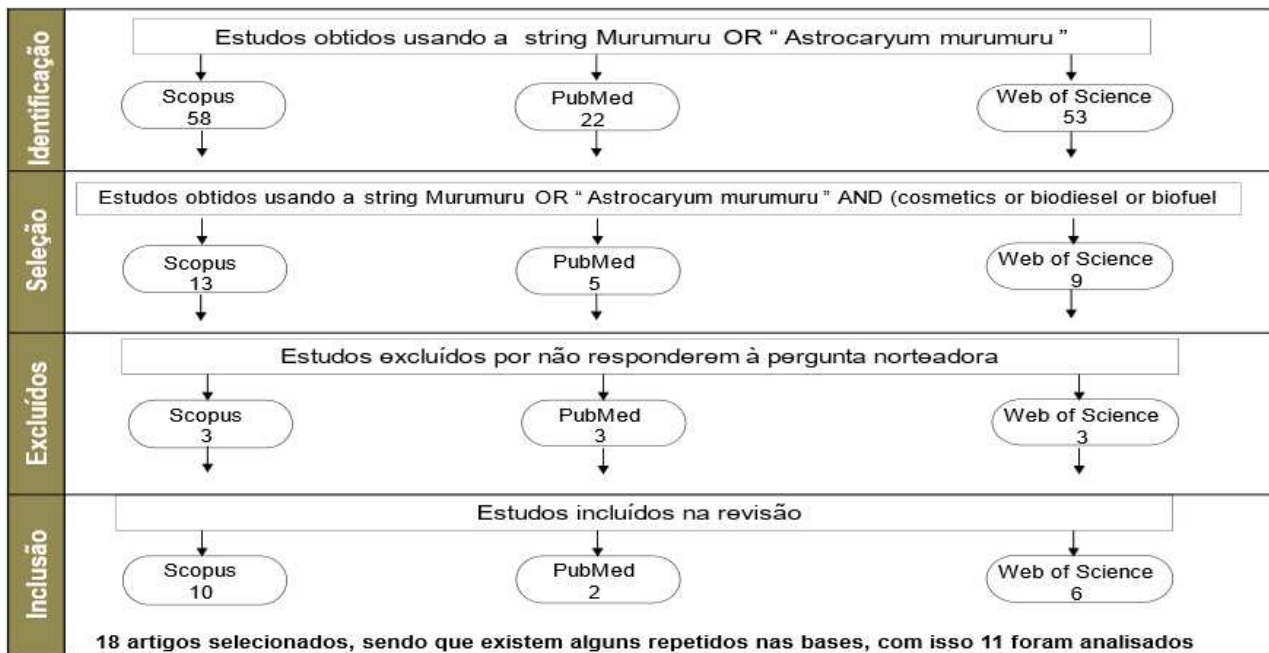 Identificação
Estudos obtidos usando a string Murumuru OR “ Astrocaryum murumuru ”
Scopus
58
PubMed
22
Web of Science
53
Seleção
Estudos obtidos usando a string Murumuru OR “ Astrocaryum murumuru ” AND (cosmetics or biodiesel or biofuel
Scopus
13
PubMed
5
Web of Science
9
Excluídos
Estudos excluídos por não responderem à pergunta norteadora
Scopus
3
PubMed
3
Web of Science
3
Inclusão
Estudos incluídos na revisão
Scopus
10
PubMed
2
Web of Science
6
18 artigos selecionados, sendo que existem alguns repetidos nas bases, com isso 11 foram analisados